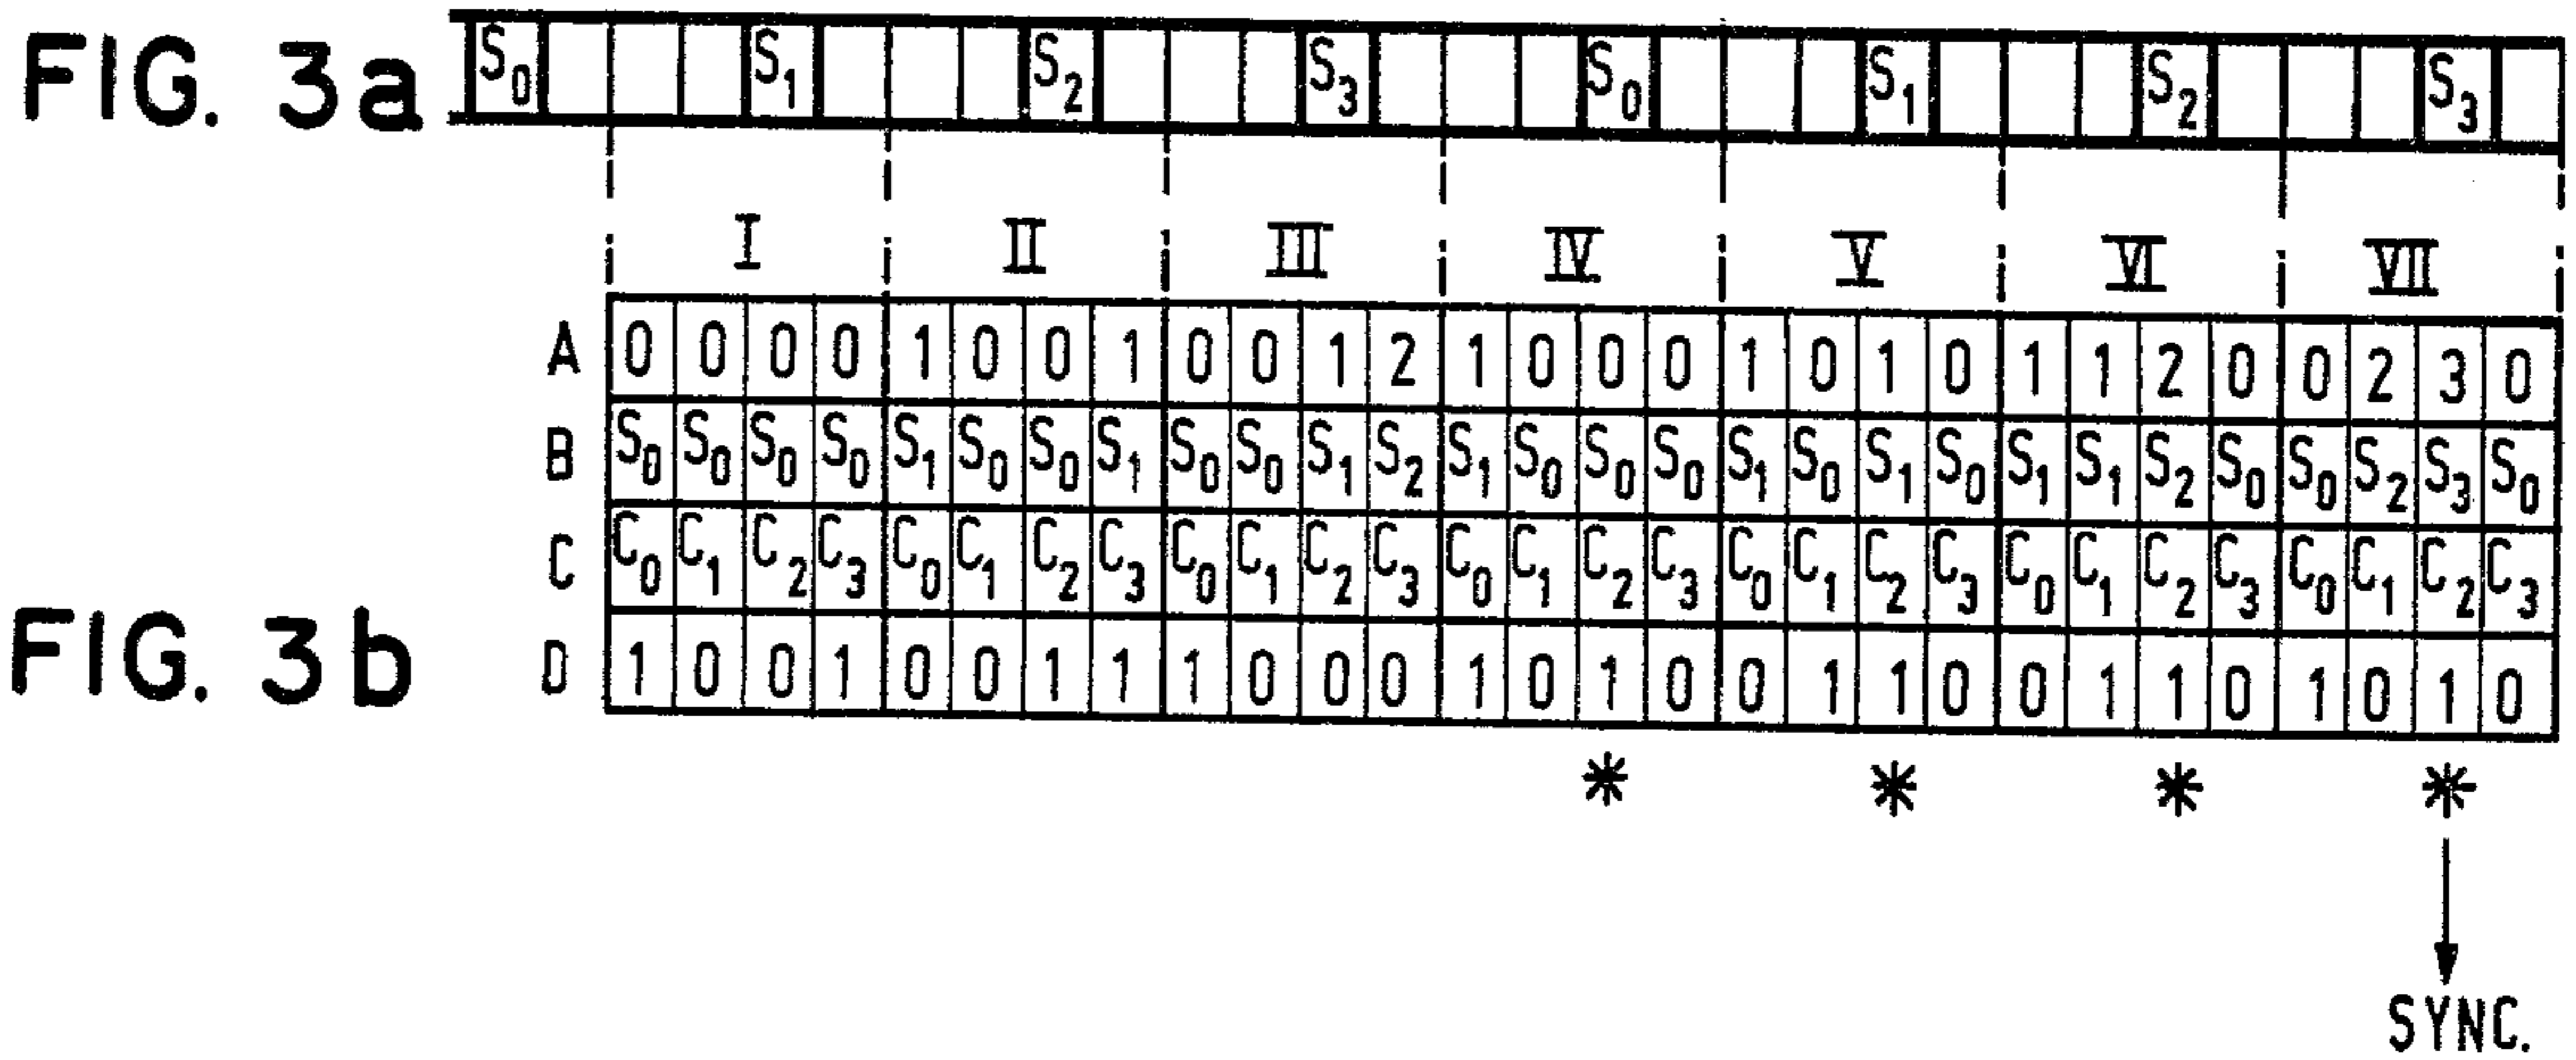 FIG. 3a S0 S1 S2 S3 S0 S1 S2 S3
I II III IV V VI VII
A 0 0 0 0 1 0 0 1 0 0 1 2 1 0 0 0 1 0 1 0 1 1 2 0 0 2 3 0
B S0 S0 S0 S0 S1 S0 S0 S1 S0 S0 S1 S2 S1 S0 S0 S0 S1 S0 S1 S0 S1 S1 S2 S0 S0 S2 S3 S0
C C0 C1 C2 C3 C0 C1 C2 C3 C0 C1 C2 C3 C0 C1 C2 C3 C0 C1 C2 C3 C0 C1 C2 C3 C0 C1 C2 C3
FIG. 3b D 1 0 0 1 0 0 1 1 1 0 0 0 1 0 1 0 0 1 1 0 0 1 1 0 1 0 1 0
* * * *
SYNC.